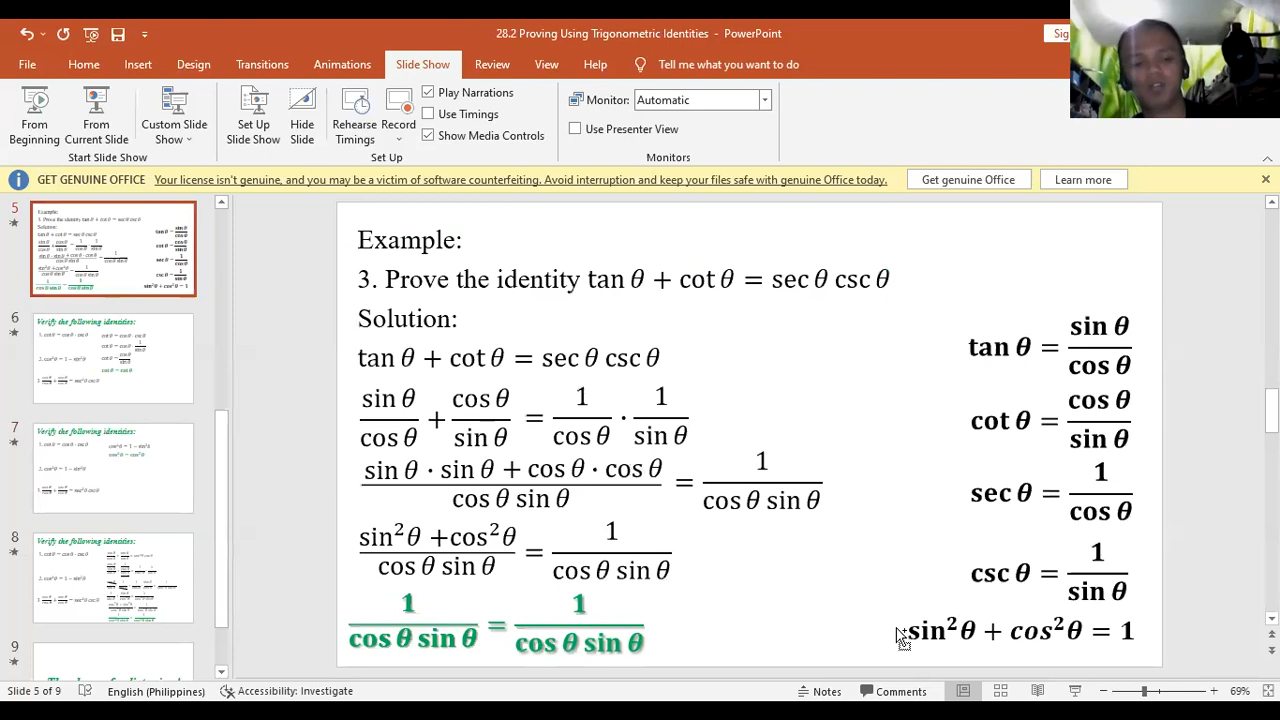 28.2 Proving Using Trigonometric Identities - PowerPoint
File Home Insert Design Transitions Animations Slide Show Review View Help Tell me what you want to do
From Beginning
From Current Slide
Custom Slide Show
Start Slide Show
Set Up Slide Show
Hide Slide
Rehearse Timings
Record
Play Narrations
Use Timings
Show Media Controls
Set Up
Monitor: Automatic
Use Presenter View
Monitors
GET GENUINE OFFICE Your license isn't genuine, and you may be a victim of software counterfeiting. Avoid interruption and keep your files safe with genuine Office today. Get genuine Office Learn more
5
6
Verify the following identities:
7
Verify the following identities:
8
Verify the following identities:
9
Example:
3. Prove the identity tan θ + cot θ = sec θ csc θ
Solution:
tan θ + cot θ = sec θ csc θ
sin θ/cos θ + cos θ/sin θ = 1/cos θ · 1/sin θ
sin θ · sin θ + cos θ · cos θ/cos θ sin θ = 1/cos θ sin θ
sin²θ +cos²θ/cos θ sin θ = 1/cos θ sin θ
1/cos θ sin θ = 1/cos θ sin θ
tan θ = sin θ/cos θ
cot θ = cos θ/sin θ
sec θ = 1/cos θ
csc θ = 1/sin θ
sin²θ + cos²θ = 1
Slide 5 of 9 English (Philippines) Accessibility: Investigate Notes Comments 69%